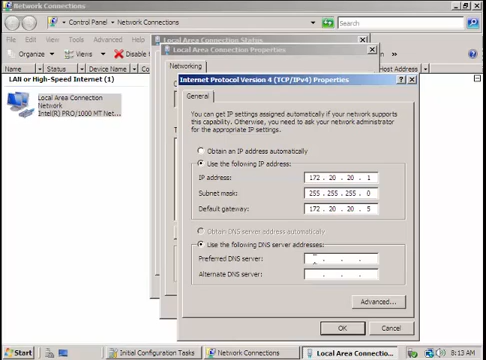 Network Connections
Control Panel ▸ Network Connections
Search
File Edit View Tools Advanced Help
Organize Views Disable
Name Status
LAN or High-Speed Internet (1)
Local Area Connection
Network
Intel(R) PRO/1000 MT Net...
Local Area Connection Status
Local Area Connection Properties
Networking
Internet Protocol Version 4 (TCP/IPv4) Properties
General
You can get IP settings assigned automatically if your network supports
this capability. Otherwise, you need to ask your network administrator
for the appropriate IP settings.
Obtain an IP address automatically
Use the following IP address:
IP address: 172 . 20 . 20 . 1
Subnet mask: 255 . 255 . 255 . 0
Default gateway: 172 . 20 . 20 . 5
Obtain DNS server address automatically
Use the following DNS server addresses:
Preferred DNS server: . . .
Alternate DNS server: . . .
Advanced...
OK Cancel
Start Initial Configuration Tasks Network Connections Local Area Connectio... 8:13 AM